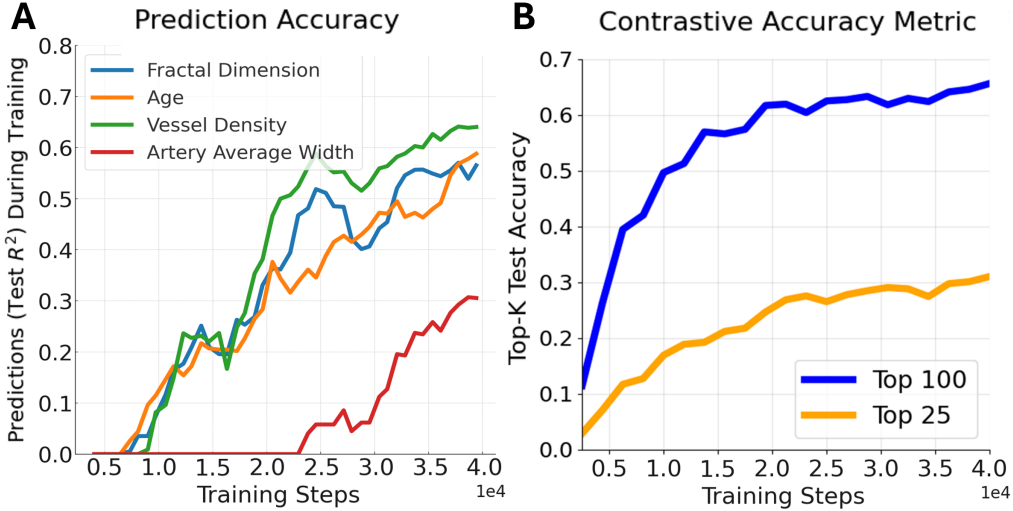 A
Prediction Accuracy
Predictions (Test R²) During Training
0.8
0.7
0.6
0.5
0.4
0.3
0.2
0.1
0.0
Fractal Dimension
Age
Vessel Density
Artery Average Width
0.5
1.0
1.5
2.0
2.5
3.0
3.5
4.0
1e4
Training Steps
B
Contrastive Accuracy Metric
Top-K Test Accuracy
0.7
0.6
0.5
0.4
0.3
0.2
0.1
0.0
Top 100
Top 25
0.5
1.0
1.5
2.0
2.5
3.0
3.5
4.0
1e4
Training Steps